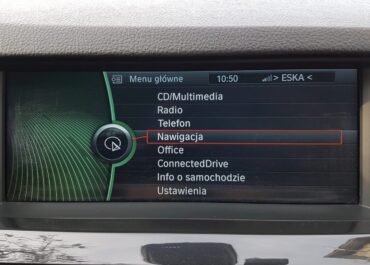 Menu główne 10:50 > ESKA <
CD/Multimedia
Radio
Telefon
Nawigacja
Office
ConnectedDrive
Info o samochodzie
Ustawienia